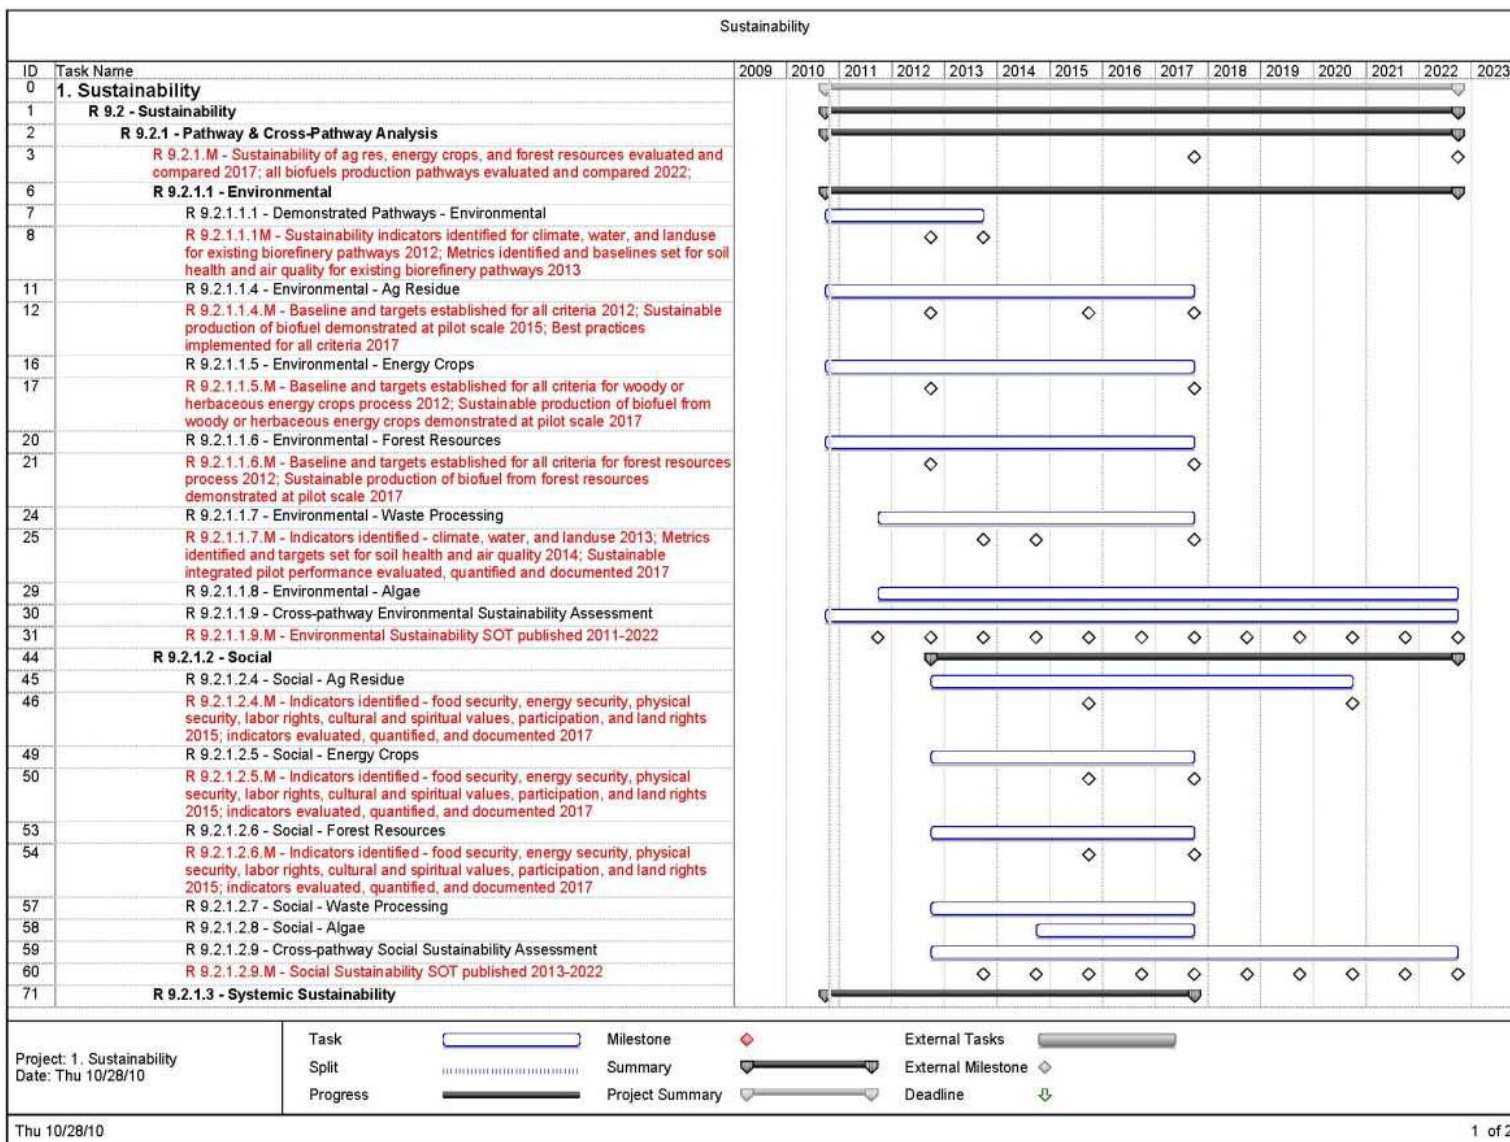 Sustainability
ID Task Name 2009 2010 2011 2012 2013 2014 2015 2016 2017 2018 2019 2020 2021 2022 2023
0 1. Sustainability
1 R 9.2 - Sustainability
2 R 9.2.1 - Pathway & Cross-Pathway Analysis
3 R 9.2.1.M - Sustainability of ag res, energy crops, and forest resources evaluated and
compared 2017; all biofuels production pathways evaluated and compared 2022;
6 R 9.2.1.1 - Environmental
7 R 9.2.1.1.1 - Demonstrated Pathways - Environmental
8 R 9.2.1.1.1M - Sustainability indicators identified for climate, water, and landuse
for existing biorefinery pathways 2012; Metrics identified and baselines set for soil
health and air quality for existing biorefinery pathways 2013
11 R 9.2.1.1.4 - Environmental - Ag Residue
12 R 9.2.1.1.4.M - Baseline and targets established for all criteria 2012; Sustainable
production of biofuel demonstrated at pilot scale 2015; Best practices
implemented for all criteria 2017
16 R 9.2.1.1.5 - Environmental - Energy Crops
17 R 9.2.1.1.5.M - Baseline and targets established for all criteria for woody or
herbaceous energy crops process 2012; Sustainable production of biofuel from
woody or herbaceous energy crops demonstrated at pilot scale 2017
20 R 9.2.1.1.6 - Environmental - Forest Resources
21 R 9.2.1.1.6.M - Baseline and targets established for all criteria for forest resources
process 2012; Sustainable production of biofuel from forest resources
demonstrated at pilot scale 2017
24 R 9.2.1.1.7 - Environmental - Waste Processing
25 R 9.2.1.1.7.M - Indicators identified - climate, water, and landuse 2013; Metrics
identified and targets set for soil health and air quality 2014; Sustainable
integrated pilot performance evaluated, quantified and documented 2017
29 R 9.2.1.1.8 - Environmental - Algae
30 R 9.2.1.1.9 - Cross-pathway Environmental Sustainability Assessment
31 R 9.2.1.1.9.M - Environmental Sustainability SOT published 2011-2022
44 R 9.2.1.2 - Social
45 R 9.2.1.2.4 - Social - Ag Residue
46 R 9.2.1.2.4.M - Indicators identified - food security, energy security, physical
security, labor rights, cultural and spiritual values, participation, and land rights
2015; indicators evaluated, quantified, and documented 2017
49 R 9.2.1.2.5 - Social - Energy Crops
50 R 9.2.1.2.5.M - Indicators identified - food security, energy security, physical
security, labor rights, cultural and spiritual values, participation, and land rights
2015; indicators evaluated, quantified, and documented 2017
53 R 9.2.1.2.6 - Social - Forest Resources
54 R 9.2.1.2.6.M - Indicators identified - food security, energy security, physical
security, labor rights, cultural and spiritual values, participation, and land rights
2015; indicators evaluated, quantified, and documented 2017
57 R 9.2.1.2.7 - Social - Waste Processing
58 R 9.2.1.2.8 - Social - Algae
59 R 9.2.1.2.9 - Cross-pathway Social Sustainability Assessment
60 R 9.2.1.2.9.M - Social Sustainability SOT published 2013-2022
71 R 9.2.1.3 - Systemic Sustainability
Project: 1. Sustainability
Date: Thu 10/28/10
Task Milestone External Tasks
Split Summary External Milestone
Progress Project Summary Deadline
Thu 10/28/10 1 of 2